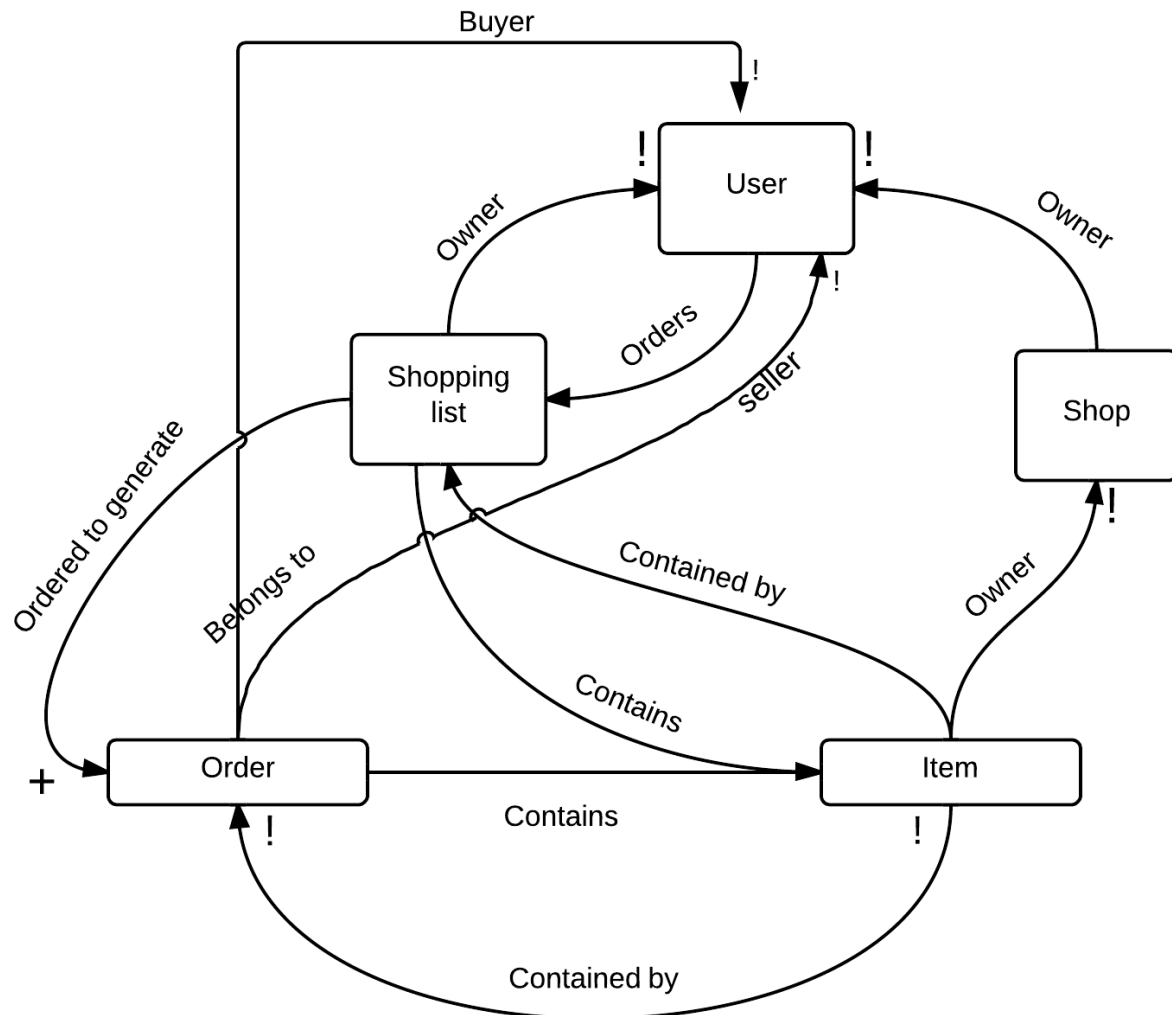 Buyer
!
!
User
!
Owner
Owner
Orders
!
Shopping
list
seller
Shop
!
Ordered to generate
Belongs to
Contained by
Owner
Contains
Order
Item
+
Contains
!
!
Contained by